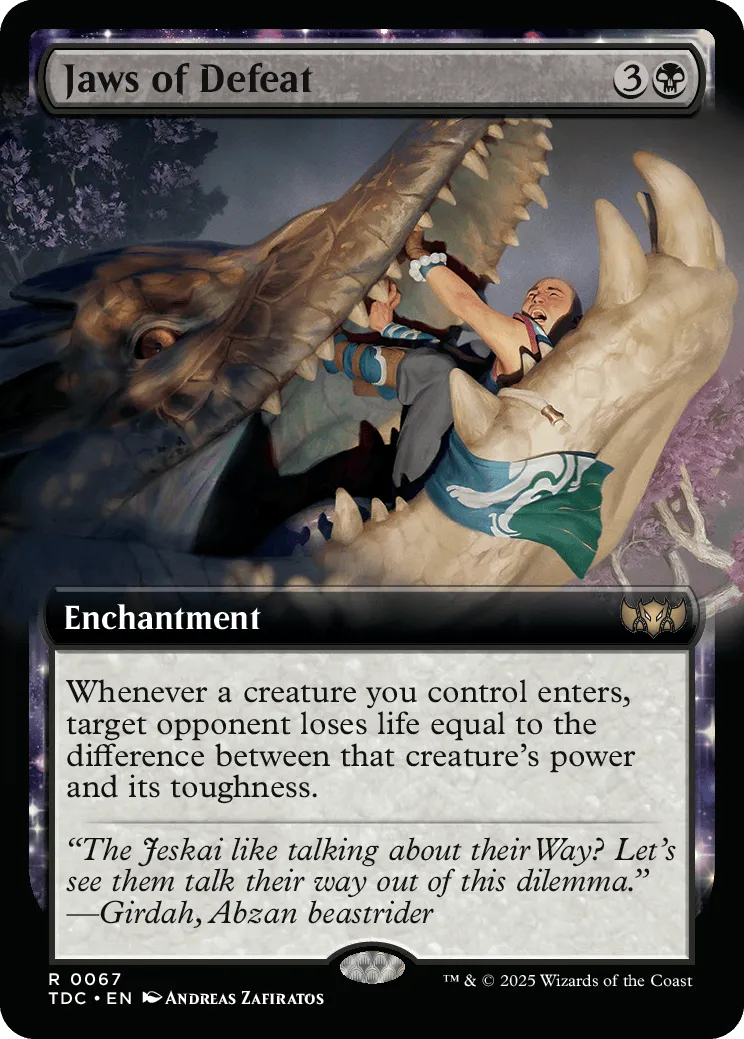 Jaws of Defeat 3
Enchantment
Whenever a creature you control enters,
target opponent loses life equal to the
difference between that creature's power
and its toughness.
“The Jeskai like talking about their Way? Let's
see them talk their way out of this dilemma.”
—Girdah, Abzan beastrider
R 0067
TDC • EN Andreas Zafiratos
™ & © 2025 Wizards of the Coast